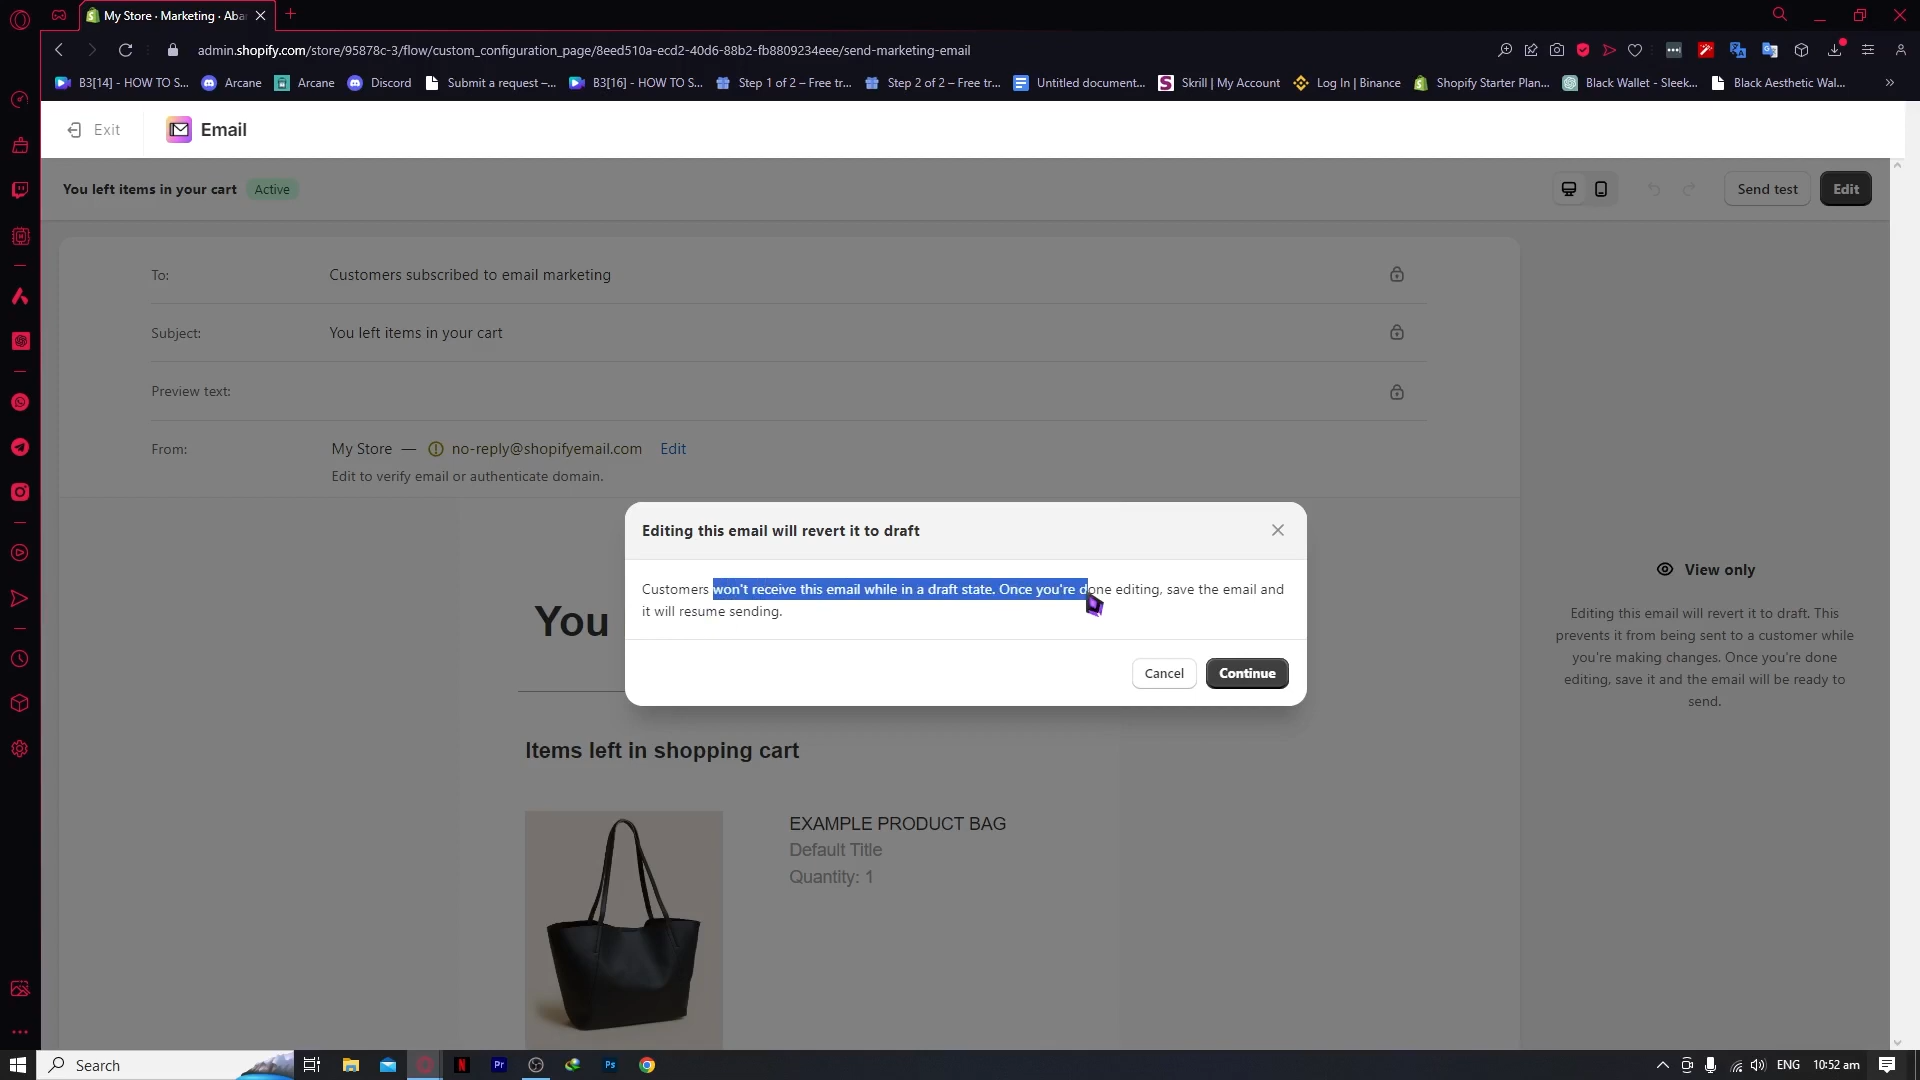 My Store · Marketing · Aba
admin.shopify.com/store/95878c-3/flow/custom_configuration_page/8eed510a-ecd2-40d6-88b2-fb8809234eee/send-marketing-email
B3[14] - HOW TO S...
Arcane
Arcane
Discord
Submit a request –...
B3[16] - HOW TO S...
Step 1 of 2 – Free tr...
Step 2 of 2 – Free tr...
Untitled document...
Skrill | My Account
Log In | Binance
Shopify Starter Plan...
Black Wallet - Sleek...
Black Aesthetic Wal...
Exit
Email
You left items in your cart
Active
Send test
Edit
To:
Customers subscribed to email marketing
Subject:
You left items in your cart
Preview text:
From:
My Store — no-reply@shopifyemail.com Edit
Edit to verify email or authenticate domain.
Editing this email will revert it to draft
Customers won't receive this email while in a draft state. Once you're done editing, save the email and
it will resume sending.
Cancel
Continue
You
Items left in shopping cart
EXAMPLE PRODUCT BAG
Default Title
Quantity: 1
View only
Editing this email will revert it to draft. This
prevents it from being sent to a customer while
you're making changes. Once you're done
editing, save it and the email will be ready to
send.
Search
N
Pr
Ps
ENG
10:52 am